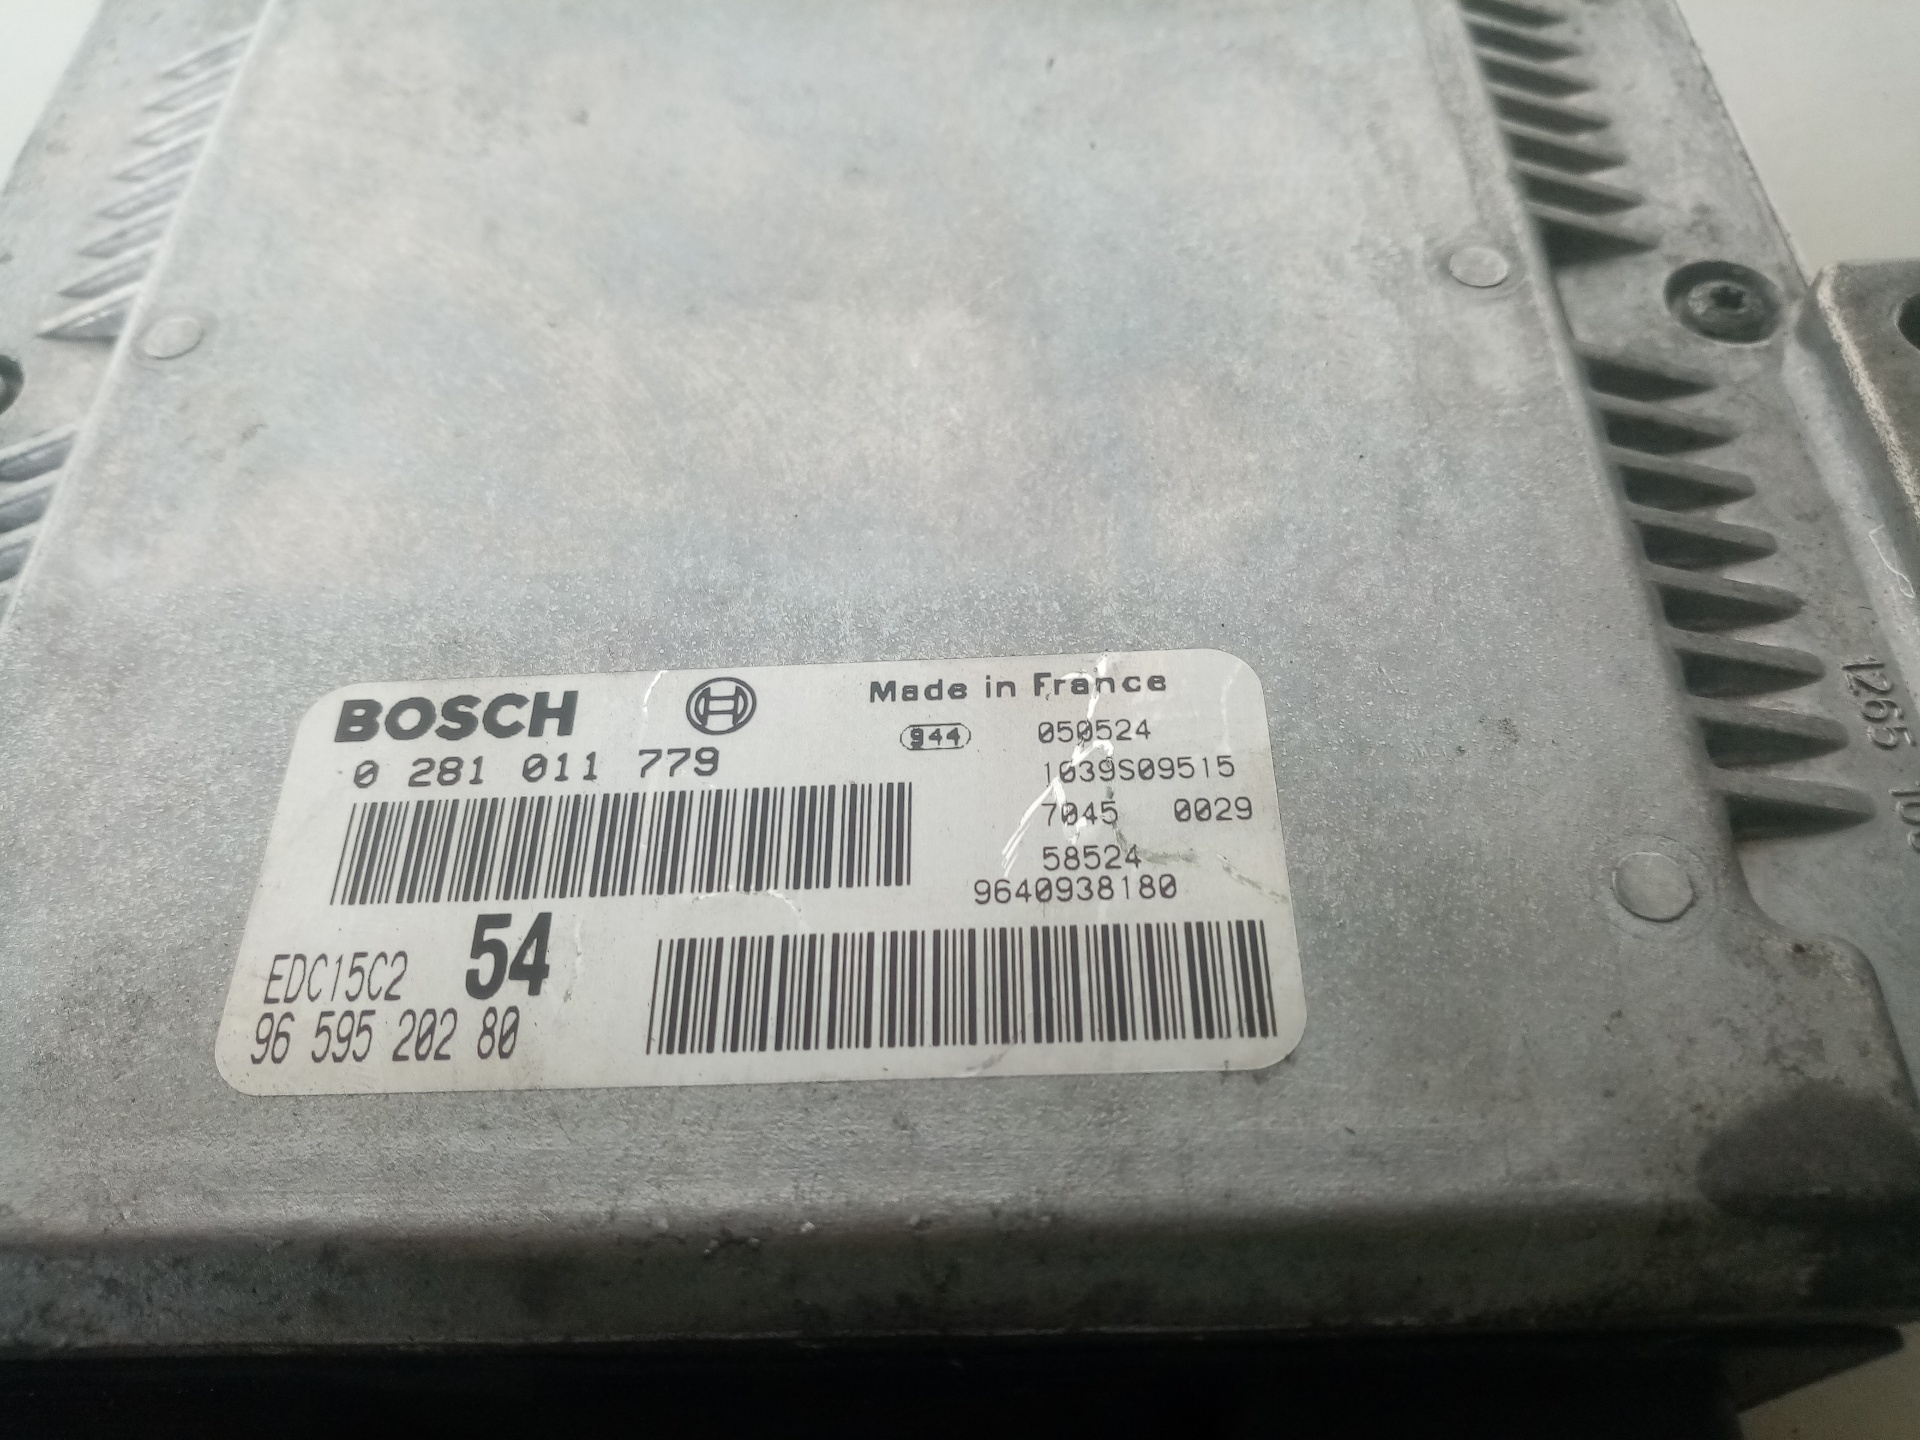 BOSCH
Made in France
944 050524
0 281 011 779
1039S09515
7045 0029
58524
9640938180
EDC15C2 54
96 595 202 80
1265